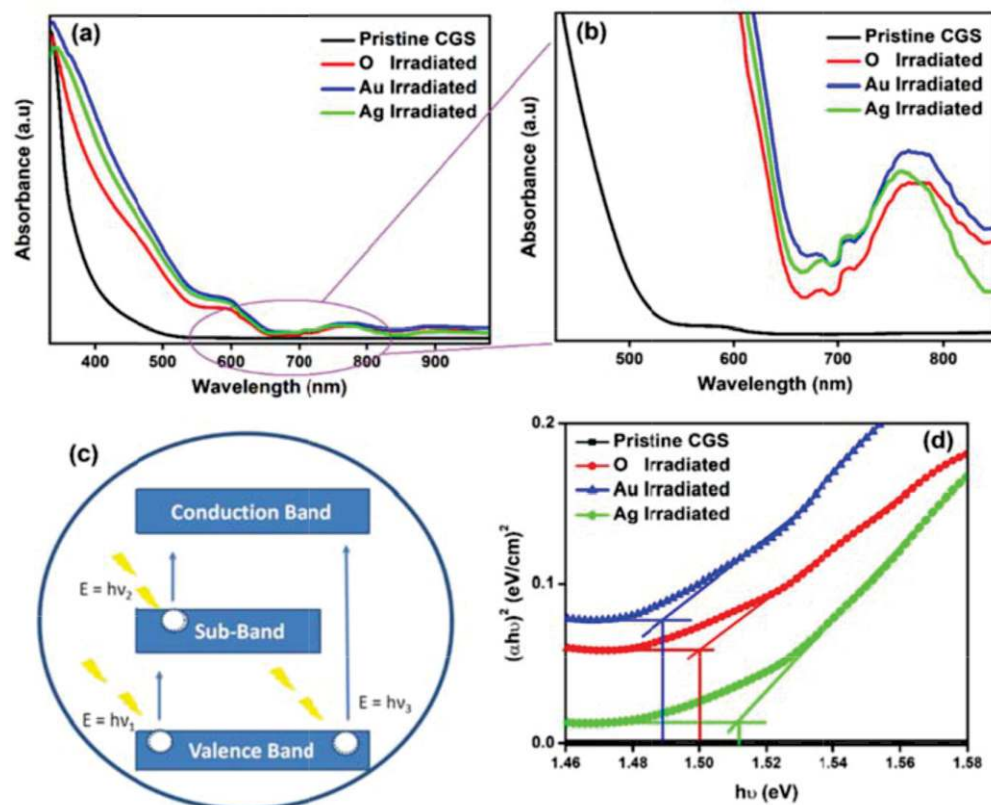 (a)
Pristine CGS
O Irradiated
Au Irradiated
Ag Irradiated
Absorbance (a.u)
400 500 600 700 800 900
Wavelength (nm)
(b)
Pristine CGS
O Irradiated
Au Irradiated
Ag Irradiated
Absorbance (a.u)
500 600 700 800
Wavelength (nm)
(c)
Conduction Band
E = hν₂
Sub-Band
E = hν₁
E = hν₃
Valence Band
(d)
Pristine CGS
O Irradiated
Au Irradiated
Ag Irradiated
(αhυ)² (eV/cm)²
0.2
0.1
0.0
1.46 1.48 1.50 1.52 1.54 1.56 1.58
hυ (eV)